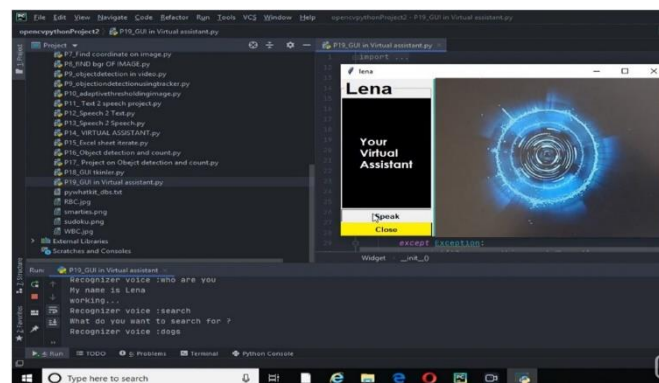 File Edit View Navigate Code Refactor Run Tools VCS Window Help opencvpythonProject2 - P19_GUI in Virtual assistant.py
opencvpythonProject2 P19_GUI in Virtual assistant.py
Project
P19_GUI in Virtual assistant.py
P7_Find coordinate on image.py
P8_fIND bgr OF IMAGE.py
P9_objectdetection in video.py
P9_objectiondetectionusingtracker.py
P10_adaptivethresholdingimage.py
P11_ Text 2 speech project.py
P12_Speech 2 Text.py
P13_Speech 2 Speech.py
P14_ VIRTUAL ASSISTANT.py
P15_Excel sheet iterate.py
P16_Object detection and count.py
P17_ Project on Obejct detection and count.py
P18_GUI tkinler.py
P19_GUI in Virtual assistant.py
pywhatkit_dbs.txt
RBC.jpg
smarties.png
sudoku.png
WBC.jpg
External Libraries
Scratches and Consoles
import ...
lena
Lena
Your
Virtual
Assistant
Speak
Close
except Exception:
Widget __init__()
Run: P19_GUI in Virtual assistant
Recognizer voice :who are you
My name is Lena
working...
Recognizer voice :search
What do you want to search for ?
Recognizer voice :dogs
4: Run TODO 6: Problems Terminal Python Console
Type here to search